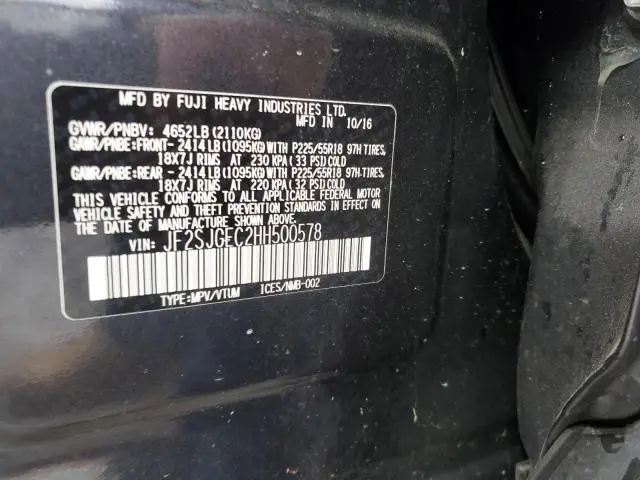 MFD BY FUJI HEAVY INDUSTRIES LTD.
MFD IN 10/16
GVWR/PNBV: 4652LB(2110KG)
GAWR/PNBE:FRONT- 2414LB(1095KG)WITH P225/55R18 97H TIRES,
18X7J RIMS AT 230 KPA(33 PSI)COLD
GAWR/PNBE:REAR - 2414LB(1095KG)WITH P225/55R18 97H TIRES,
18X7J RIMS AT 220 KPA(32 PSI)COLD
THIS VEHICLE CONFORMS TO ALL APPLICABLE FEDERAL MOTOR
VEHICLE SAFETY AND THEFT PREVENTION STANDARDS IN EFFECT ON
THE DATE OF MANUFACTURE SHOWN ABOVE.
VIN: JF2SJGEC2HH500578
TYPE:MPV/VTUM ICES/NMB-002